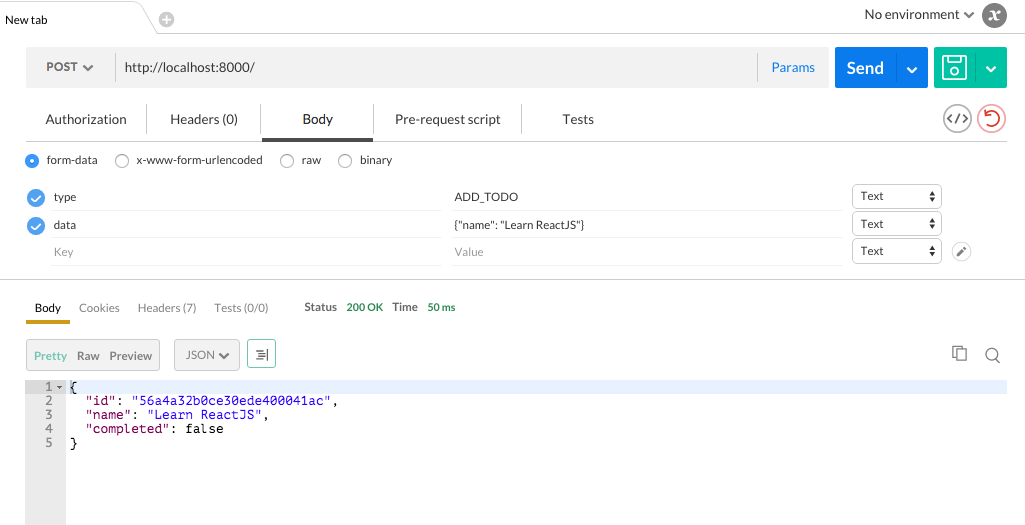 New tab
No environment
POST http://localhost:8000/ Params Send
Authorization Headers (0) Body Pre-request script Tests
form-data x-www-form-urlencoded raw binary
type ADD_TODO Text
data {"name": "Learn ReactJS"} Text
Key Value Text
Body Cookies Headers (7) Tests (0/0) Status 200 OK Time 50 ms
Pretty Raw Preview JSON
1 {
2 "id": "56a4a32b0ce30ede400041ac",
3 "name": "Learn ReactJS",
4 "completed": false
5 }